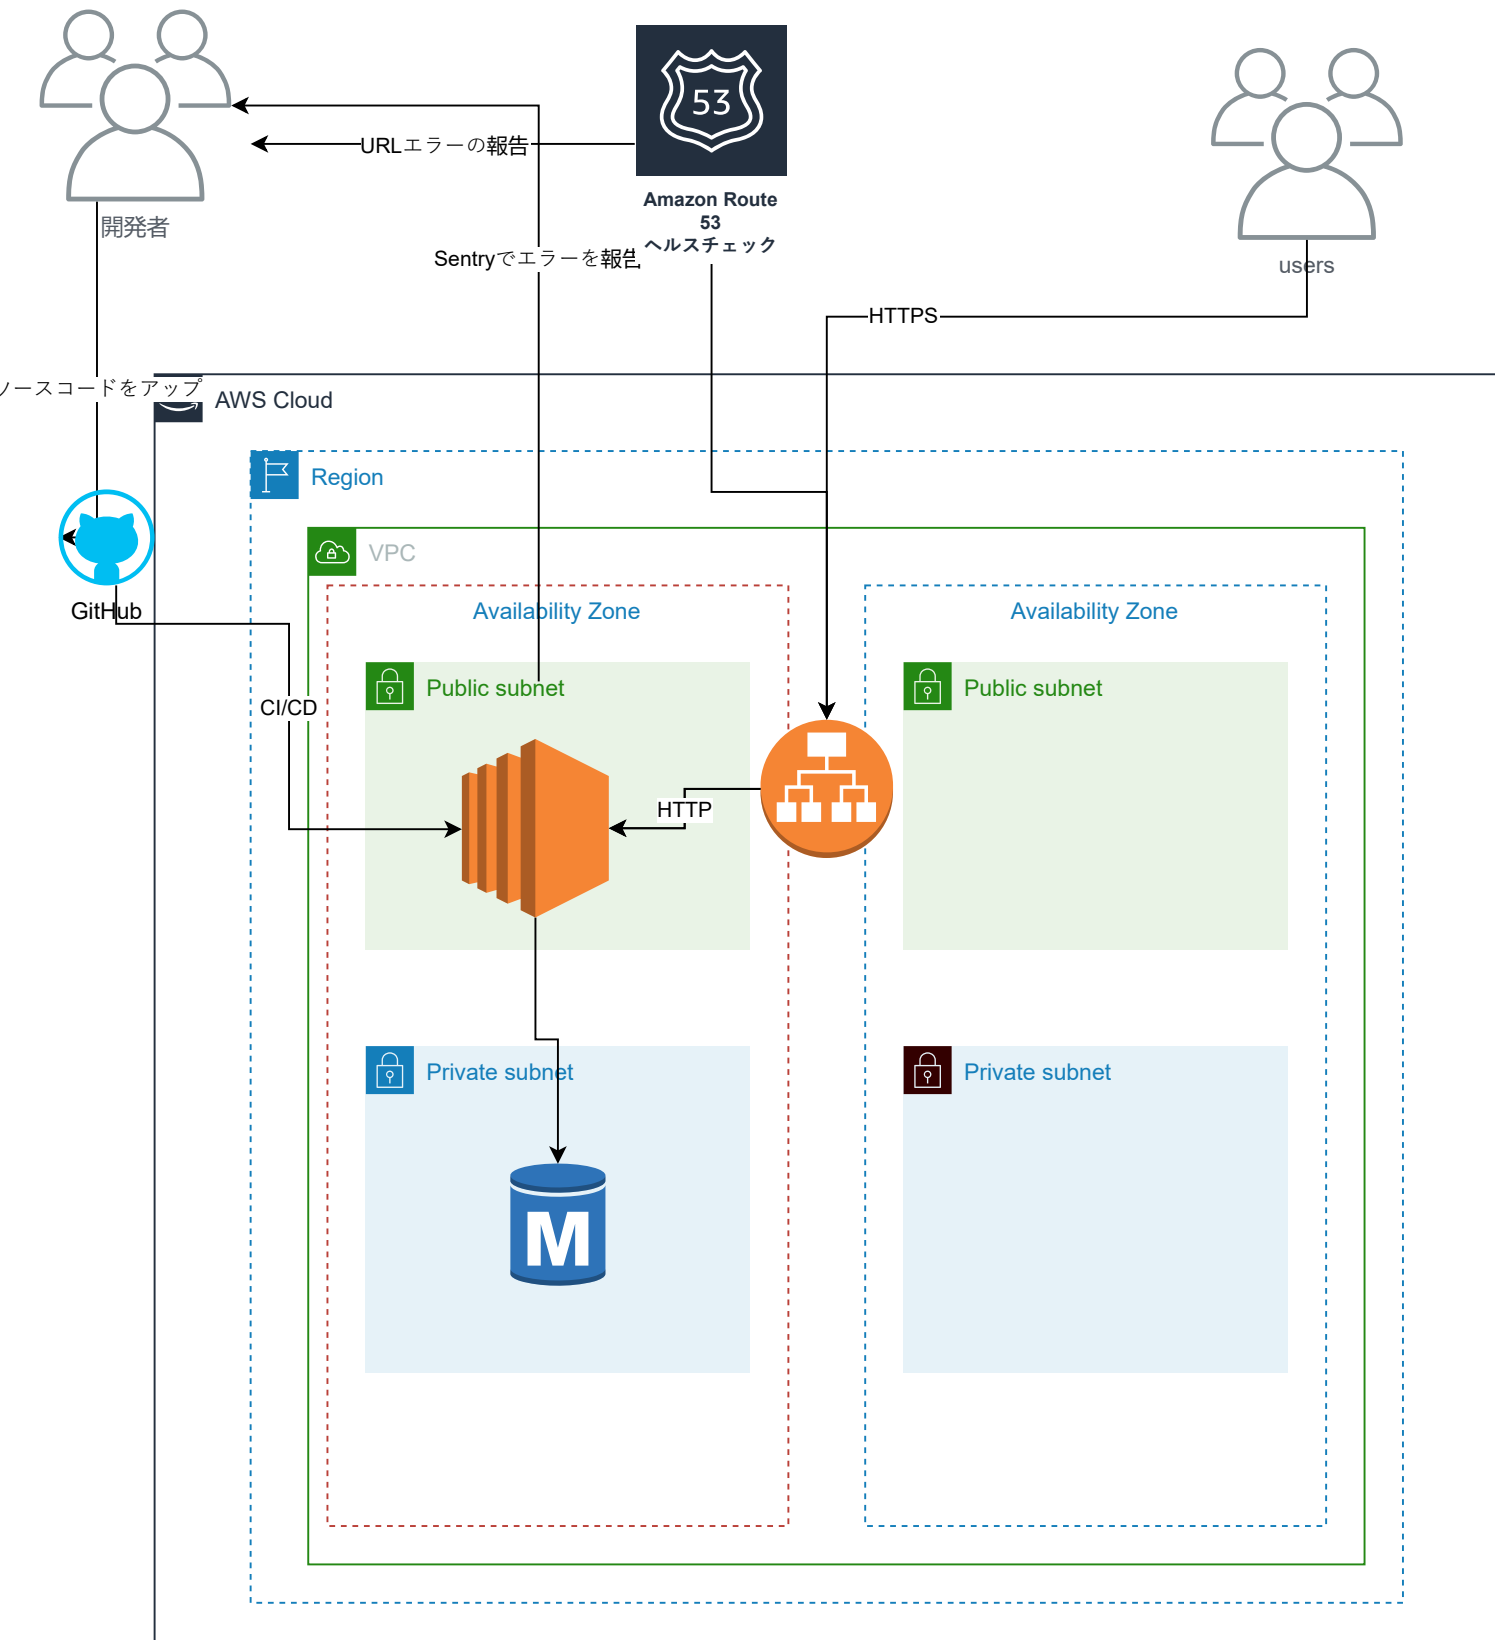 53
URLエラーの報告
Amazon Route
53
ヘルスチェック
開発者
Sentryでエラーを報告
users
HTTPS
ソースコードをアップ
AWS Cloud
Region
VPC
GitHub
Availability Zone
Availability Zone
Public subnet
Public subnet
CI/CD
HTTP
Private subnet
Private subnet
M